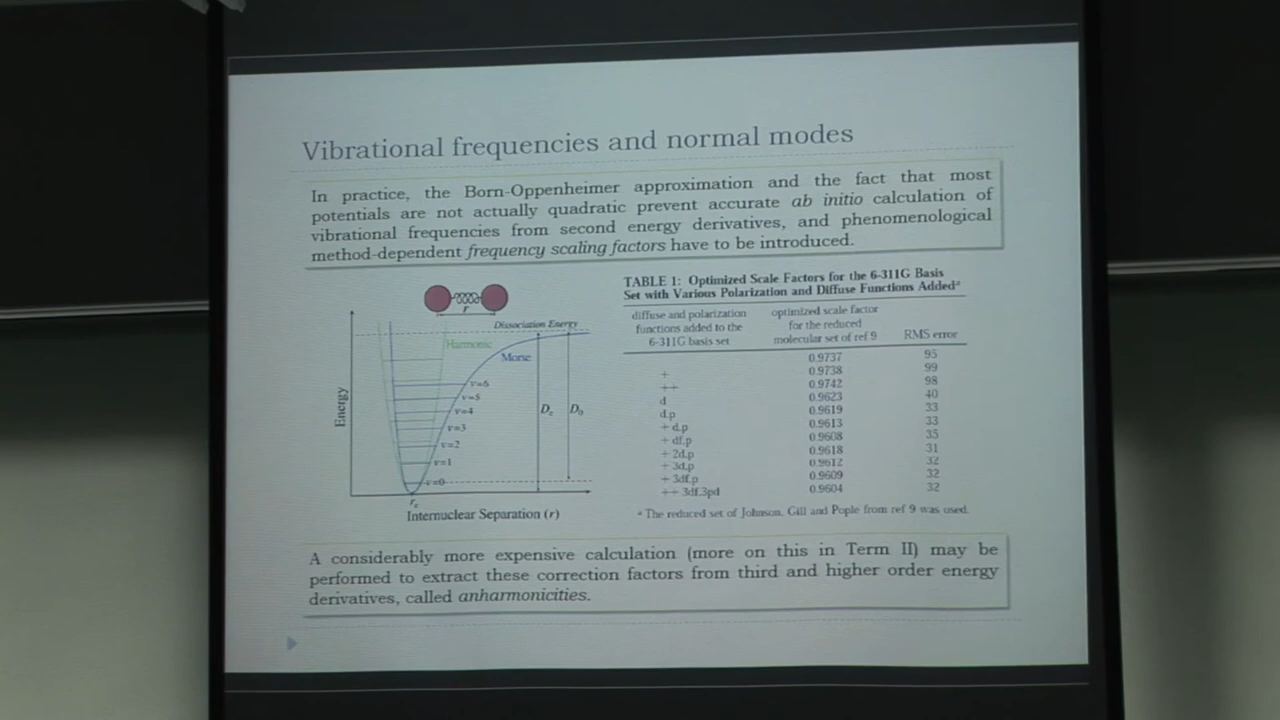 Vibrational frequencies and normal modes
In practice, the Born-Oppenheimer approximation and the fact that most
potentials are not actually quadratic prevent accurate ab initio calculation of
vibrational frequencies from second energy derivatives, and phenomenological
method-dependent frequency scaling factors have to be introduced.
r
Dissociation Energy
Harmonic
Morse
v=6
v=5
v=4
v=3
v=2
v=1
v=0
De
D0
Energy
re
Internuclear Separation (r)
TABLE 1: Optimized Scale Factors for the 6-311G Basis
Set with Various Polarization and Diffuse Functions Addedᵃ
diffuse and polarization functions added to the 6-311G basis set
optimized scale factor for the reduced molecular set of ref 9
RMS error
0.9737 95
+ 0.9738 99
++ 0.9742 98
d 0.9623 40
d,p 0.9619 33
+ d,p 0.9613 33
+ df,p 0.9608 35
+ 2d,p 0.9618 31
+ 3d,p 0.9612 32
+ 3df,p 0.9609 32
++ 3df,3pd 0.9604 32
ᵃ The reduced set of Johnson, Gill and Pople from ref 9 was used.
A considerably more expensive calculation (more on this in Term II) may be
performed to extract these correction factors from third and higher order energy
derivatives, called anharmonicities.